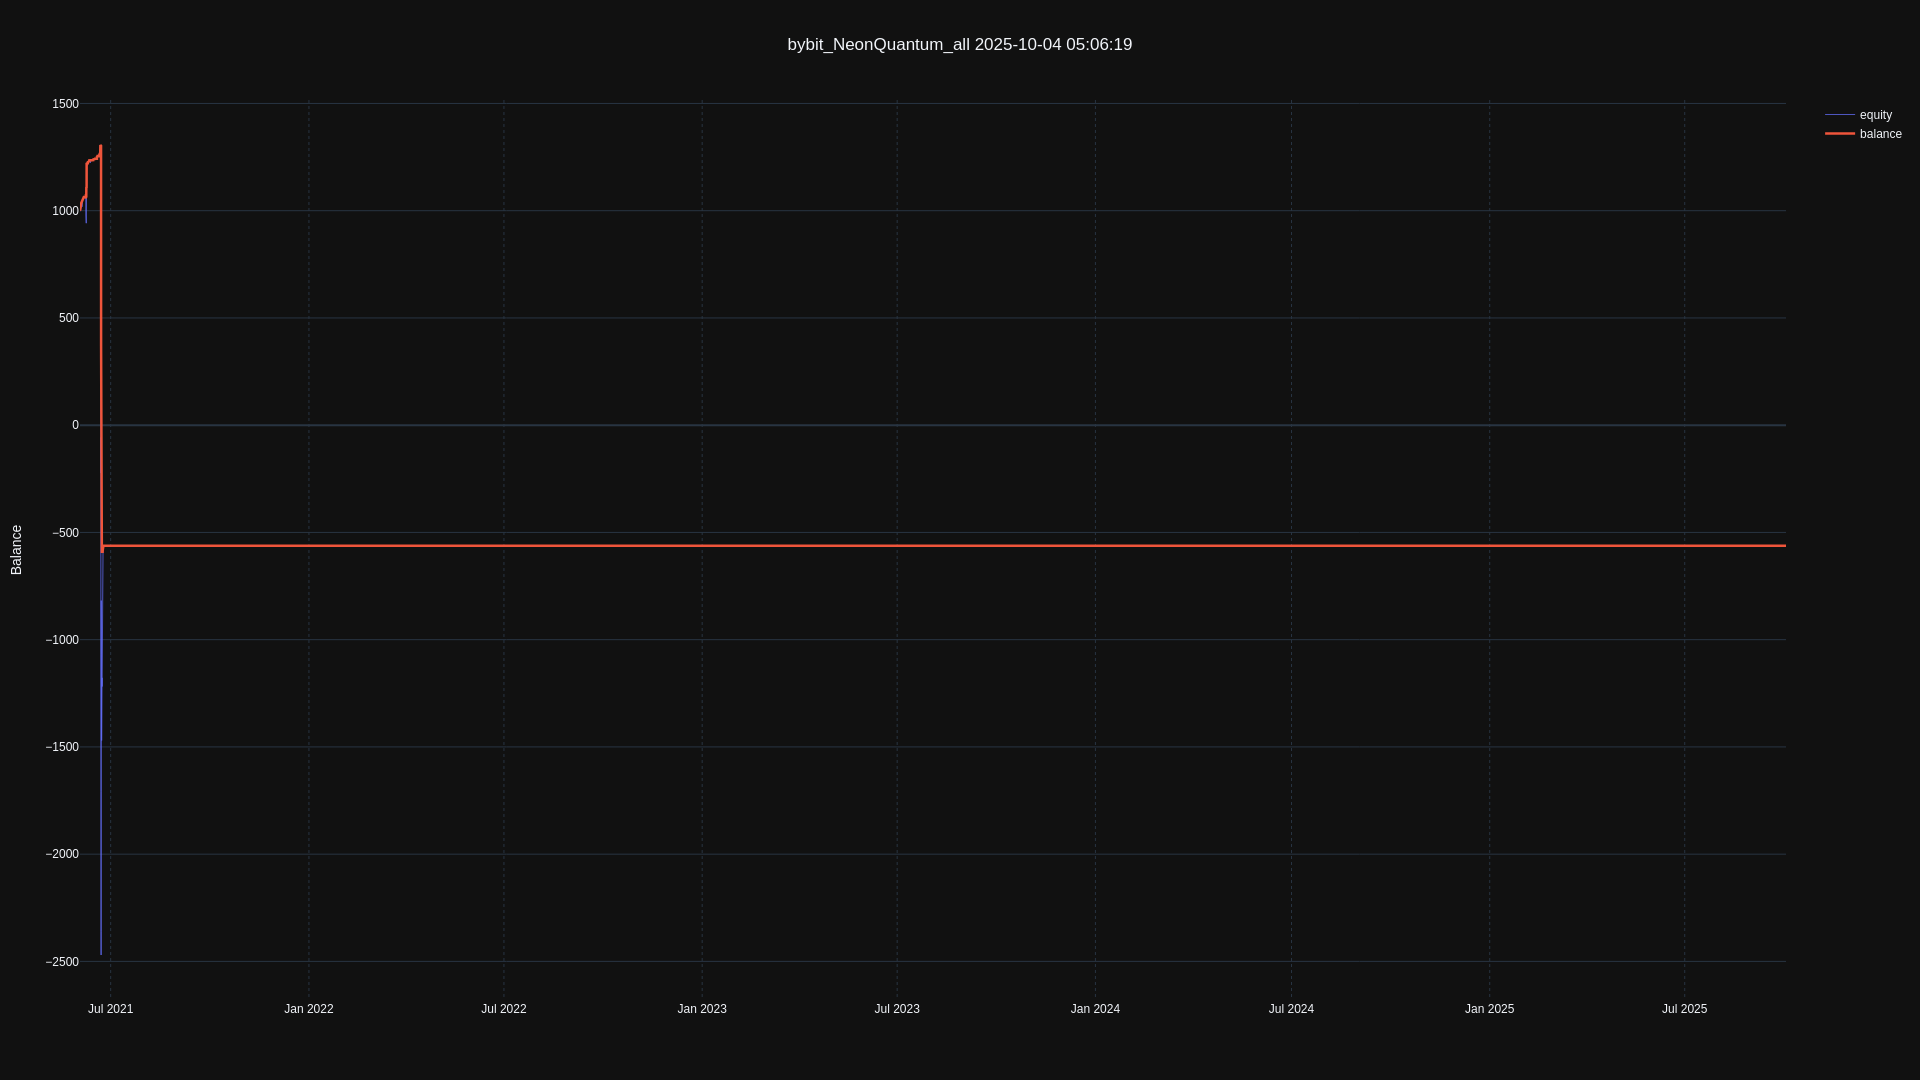 bybit_NeonQuantum_all 2025-10-04 05:06:19
equity
balance
1500
1000
500
0
−500
−1000
−1500
−2000
−2500
Balance
Jul 2021
Jan 2022
Jul 2022
Jan 2023
Jul 2023
Jan 2024
Jul 2024
Jan 2025
Jul 2025